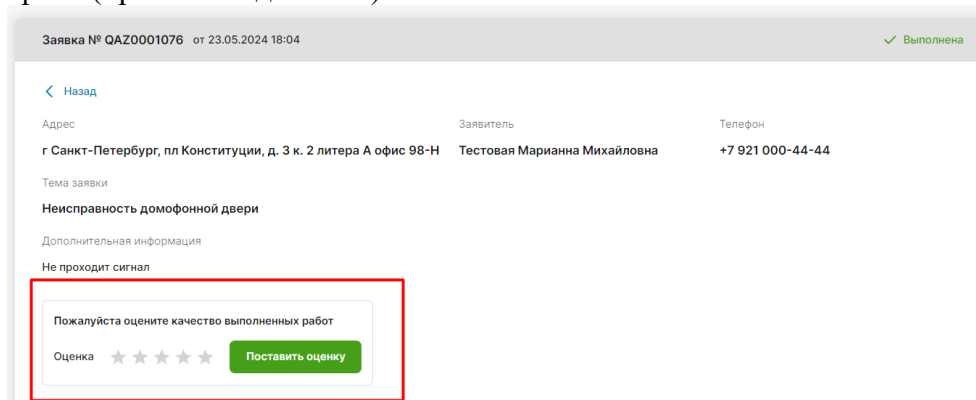 Заявка № QAZ0001076 от 23.05.2024 18:04 Выполнена
Назад
Адрес Заявитель Телефон
г Санкт-Петербург, пл Конституции, д. 3 к. 2 литера А офис 98-Н Тестовая Марианна Михайловна +7 921 000-44-44
Тема заявки
Неисправность домофонной двери
Дополнительная информация
Не проходит сигнал
Пожалуйста оцените качество выполненных работ
Оценка Поставить оценку